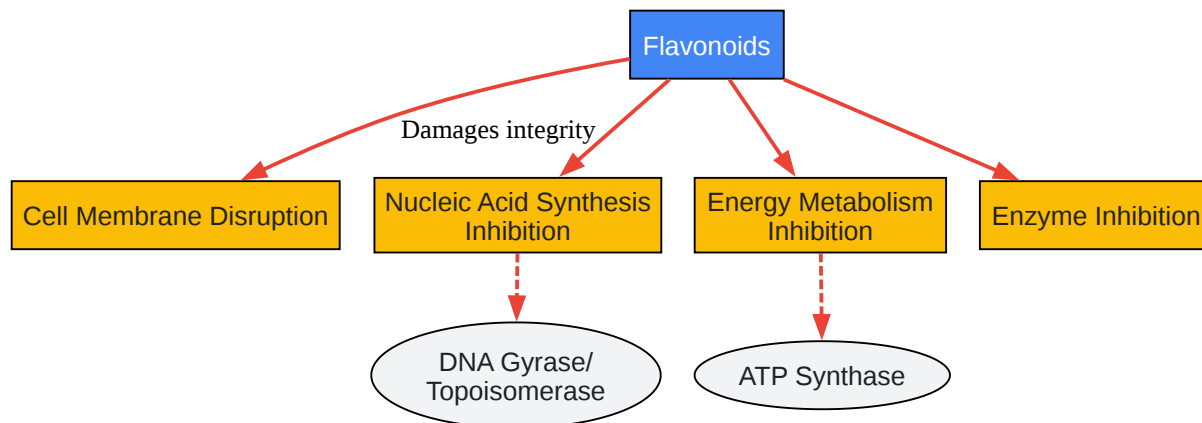 Flavonoids
Damages integrity
Cell Membrane Disruption
Nucleic Acid Synthesis
Inhibition
Energy Metabolism
Inhibition
Enzyme Inhibition
DNA Gyrase/
Topoisomerase
ATP Synthase